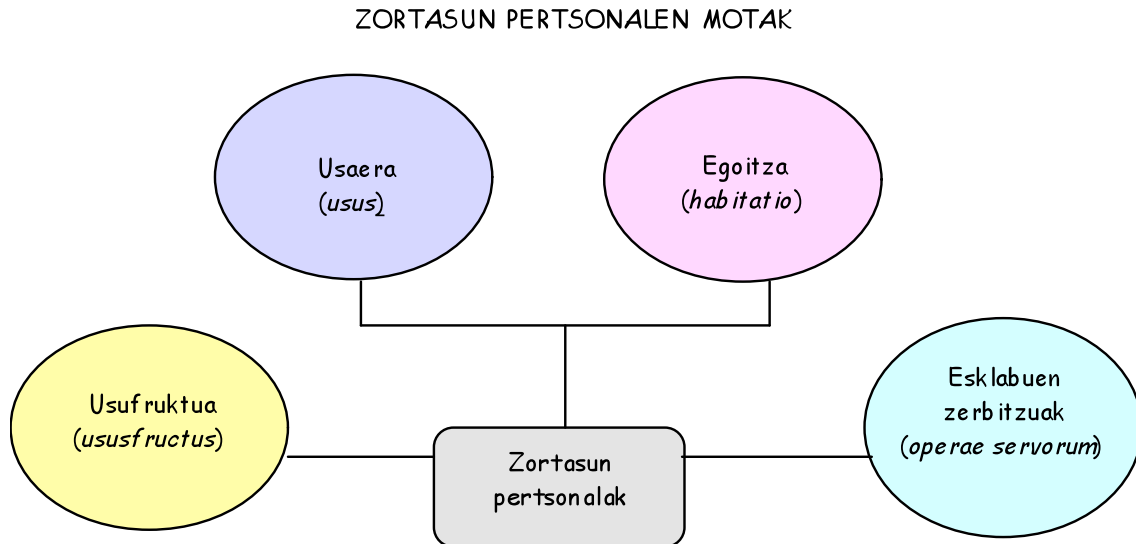 ZORTASUN PERTSONALEN MOTAK
Usaera
(usus)
Egoitza
(habitatio)
Usufruktua
(ususfructus)
Esklabuen
zerbitzuak
(operae servorum)
Zortasun
pertsonalak